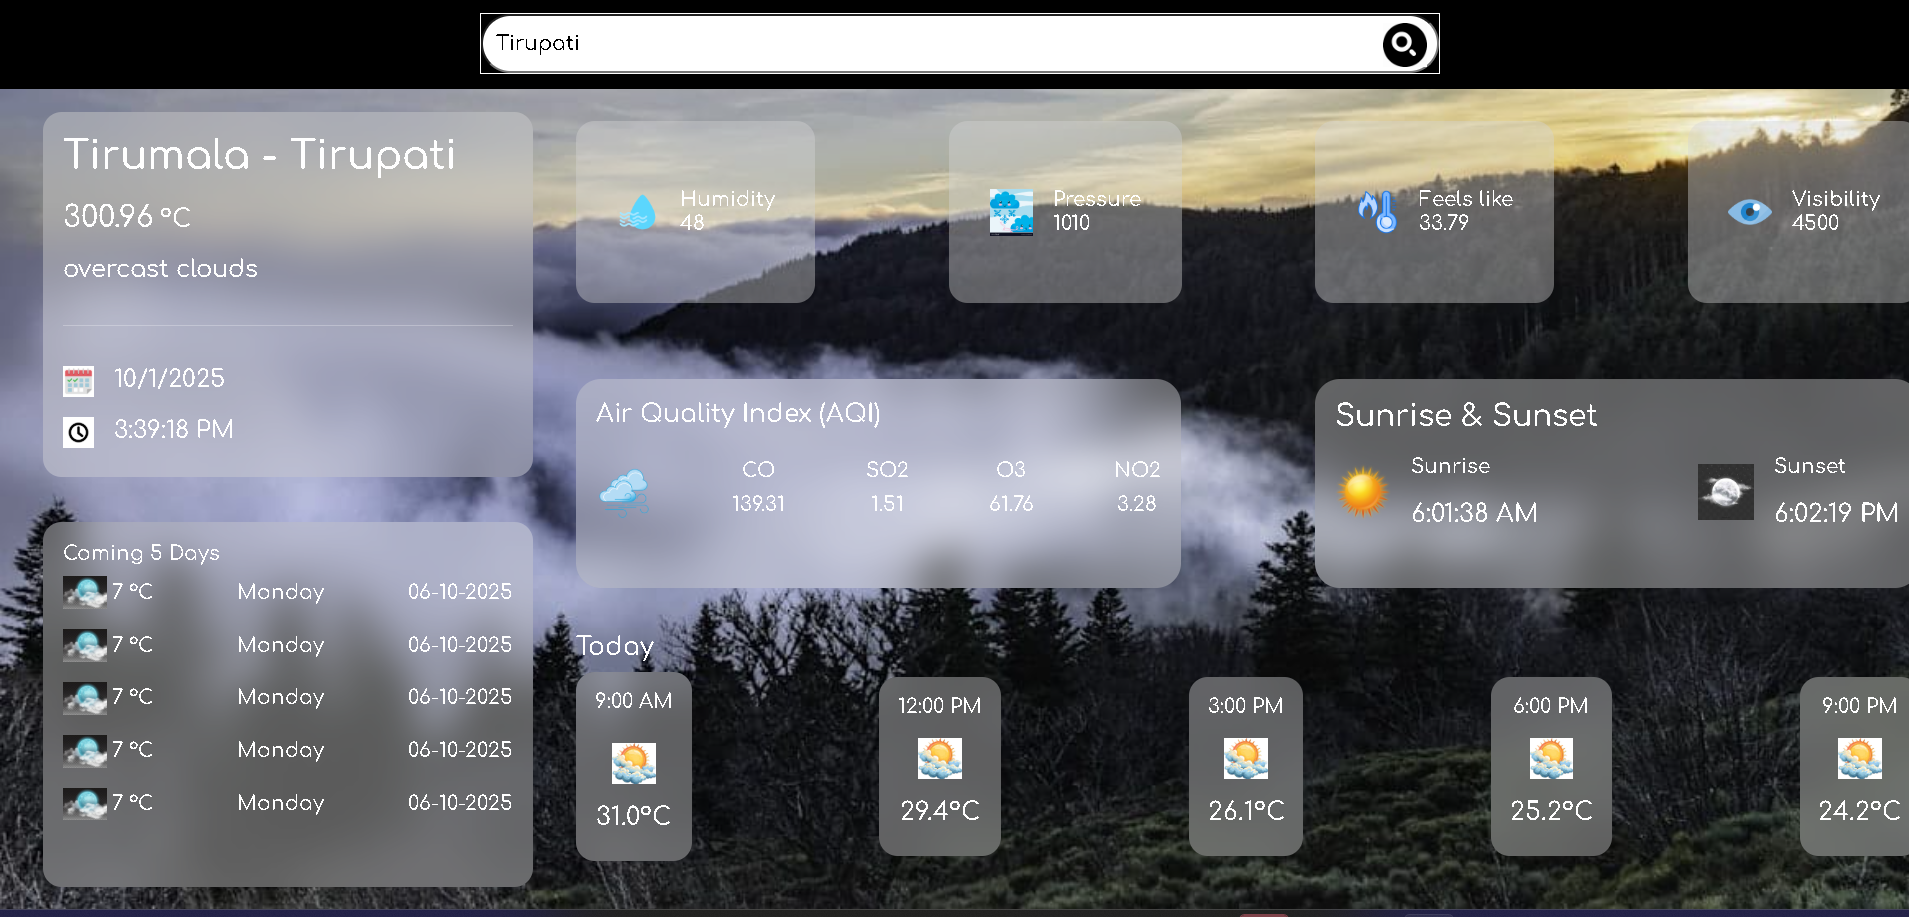 Tirupati
Tirumala - Tirupati
300.96 °C
overcast clouds
10/1/2025
3:39:18 PM
Coming 5 Days
7 °C Monday 06-10-2025
7 °C Monday 06-10-2025
7 °C Monday 06-10-2025
7 °C Monday 06-10-2025
7 °C Monday 06-10-2025
Humidity
48
Pressure
1010
Feels like
33.79
Visibility
4500
Air Quality Index (AQI)
CO SO2 O3 NO2
139.31 1.51 61.76 3.28
Sunrise & Sunset
Sunrise
6:01:38 AM
Sunset
6:02:19 PM
Today
9:00 AM
31.0°C
12:00 PM
29.4°C
3:00 PM
26.1°C
6:00 PM
25.2°C
9:00 PM
24.2°C